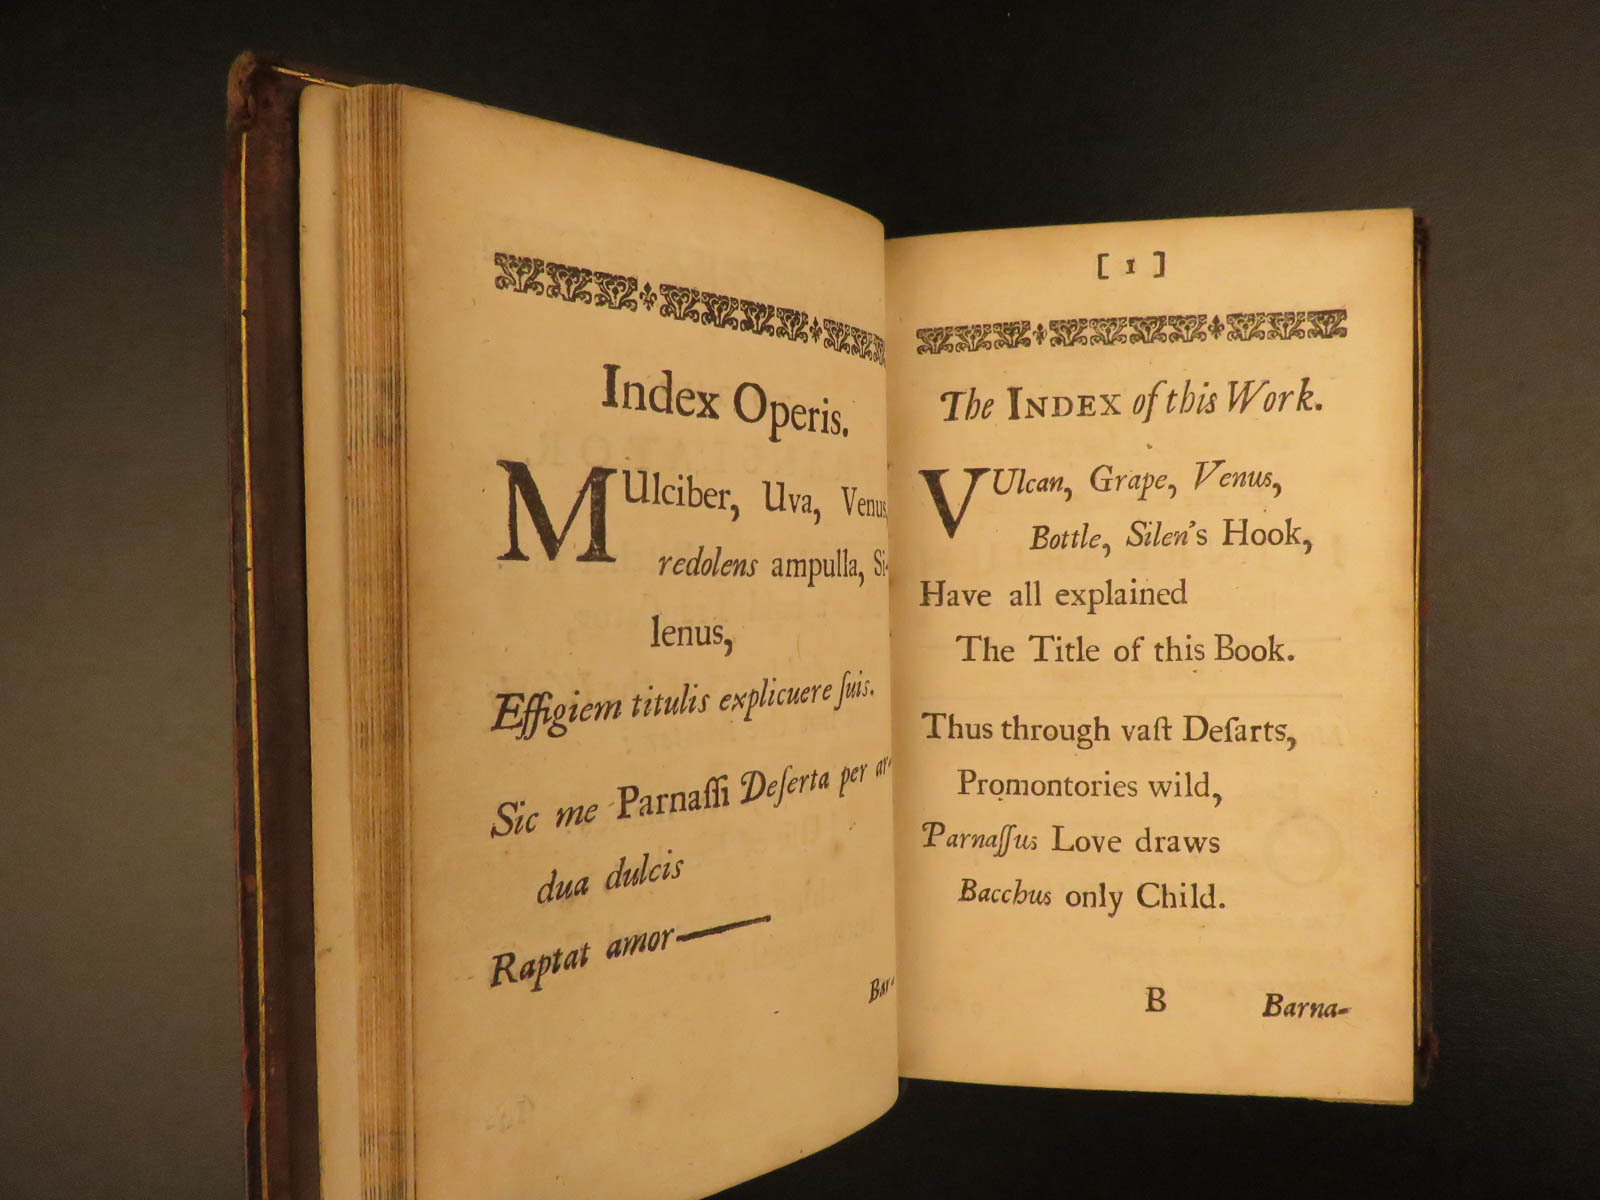 Index Operis.
MUlciber, Uva, Venus,
redolens ampulla, Si-
lenus,
Effigiem titulis explicuere ſuis.
Sic me Parnaſſi Deſerta per ar-
dua dulcis
Raptat amor——
Bar-
[ 1 ]
The INDEX of this Work.
VUlcan, Grape, Venus,
Bottle, Silen's Hook,
Have all explained
The Title of this Book.
Thus through vaſt Deſarts,
Promontories wild,
Parnaſſus Love draws
Bacchus only Child.
B Barna-